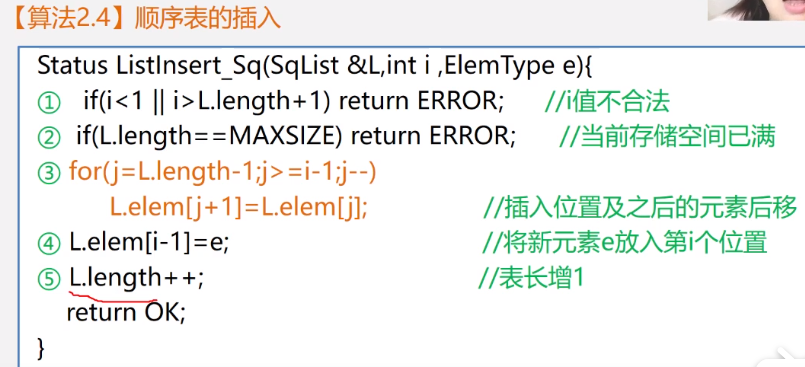 【算法2.4】顺序表的插入
Status ListInsert_Sq(SqList &L,int i ,ElemType e){
① if(i<1 || i>L.length+1) return ERROR; //i值不合法
② if(L.length==MAXSIZE) return ERROR; //当前存储空间已满
③ for(j=L.length-1;j>=i-1;j--)
L.elem[j+1]=L.elem[j]; //插入位置及之后的元素后移
④ L.elem[i-1]=e; //将新元素e放入第i个位置
⑤ L.length++; //表长增1
return OK;
}